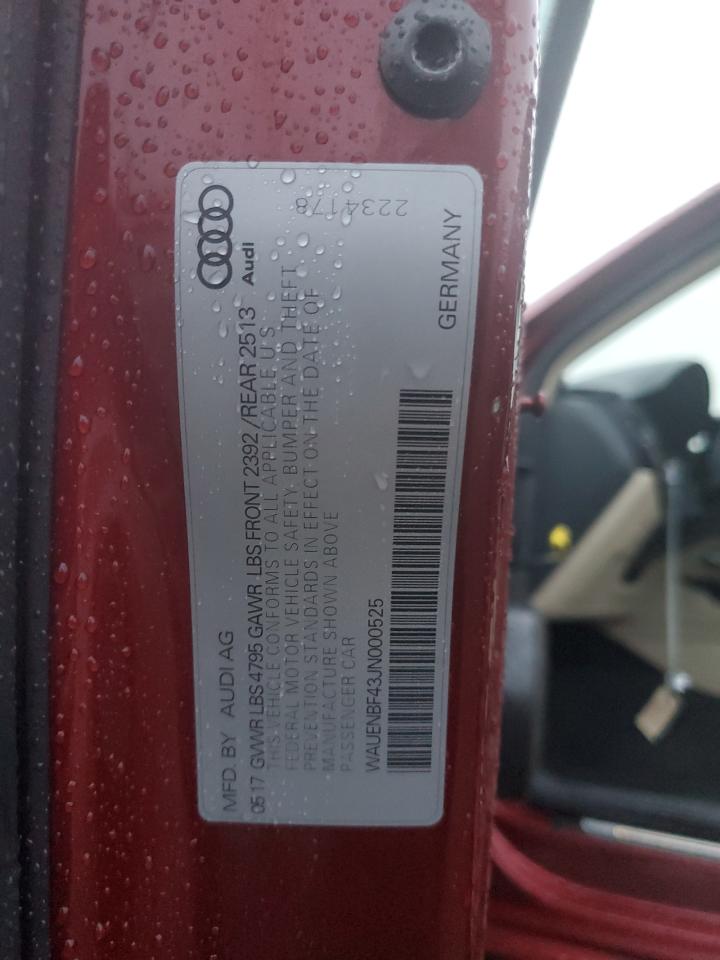 MFD. BY AUDI AG
0517 GVWR LBS 4795 GAWR LBS FRONT 2392 / REAR 2513
Audi
THIS VEHICLE CONFORMS TO ALL APPLICABLE U.S.
FEDERAL MOTOR VEHICLE SAFETY, BUMPER AND THEFT
PREVENTION STANDARDS IN EFFECT ON THE DATE OF
MANUFACTURE SHOWN ABOVE
2234178
PASSENGER CAR
WAUENBF43JN000525
GERMANY